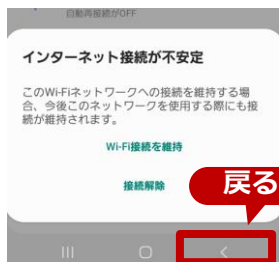 自動再接続がOFF
インターネット接続が不安定
このWi-Fiネットワークへの接続を維持する場
合、今後このネットワークを使用する際にも接
続が維持されます。
Wi-Fi接続を維持
接続解除
戻る